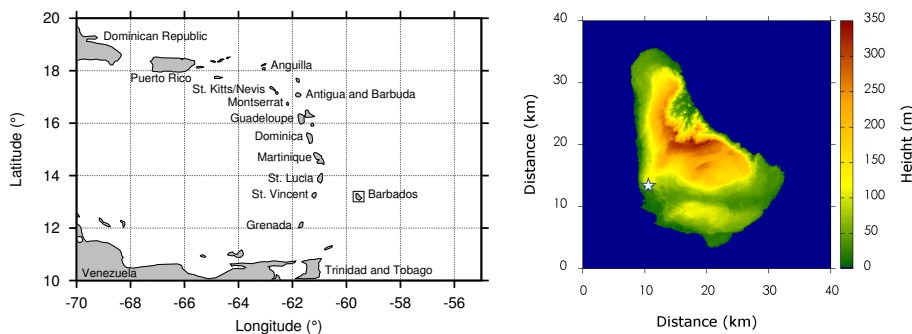 20
18
16
14
12
10
-70
-68
-66
-64
-62
-60
-58
-56
Latitude (°)
Longitude (°)
Dominican Republic
Puerto Rico
Anguilla
St. Kitts/Nevis
Antigua and Barbuda
Montserrat
Guadeloupe
Dominica
Martinique
St. Lucia
St. Vincent
Barbados
Grenada
Venezuela
Trinidad and Tobago
40
30
20
10
0
0
10
20
30
40
Distance (km)
Distance (km)
350
300
250
200
150
100
50
0
Height (m)